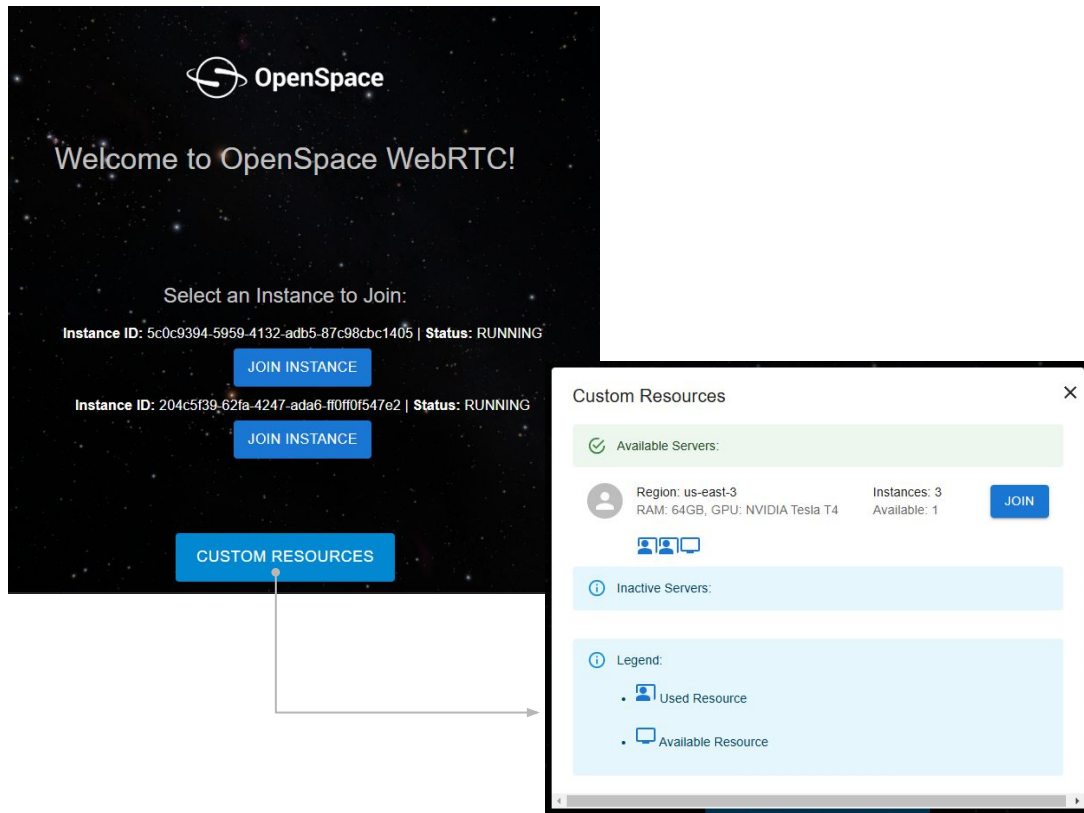 OpenSpace
Welcome to OpenSpace WebRTC!
Select an Instance to Join:
Instance ID: 5c0c9394-5959-4132-adb5-87c98cbc1405 | Status: RUNNING
JOIN INSTANCE
Instance ID: 204c5f39-62fa-4247-ada6-ff0ff0f547e2 | Status: RUNNING
JOIN INSTANCE
CUSTOM RESOURCES
Custom Resources
Available Servers:
Region: us-east-3
RAM: 64GB, GPU: NVIDIA Tesla T4
Instances: 3
Available: 1
JOIN
Inactive Servers:
Legend:
• Used Resource
• Available Resource